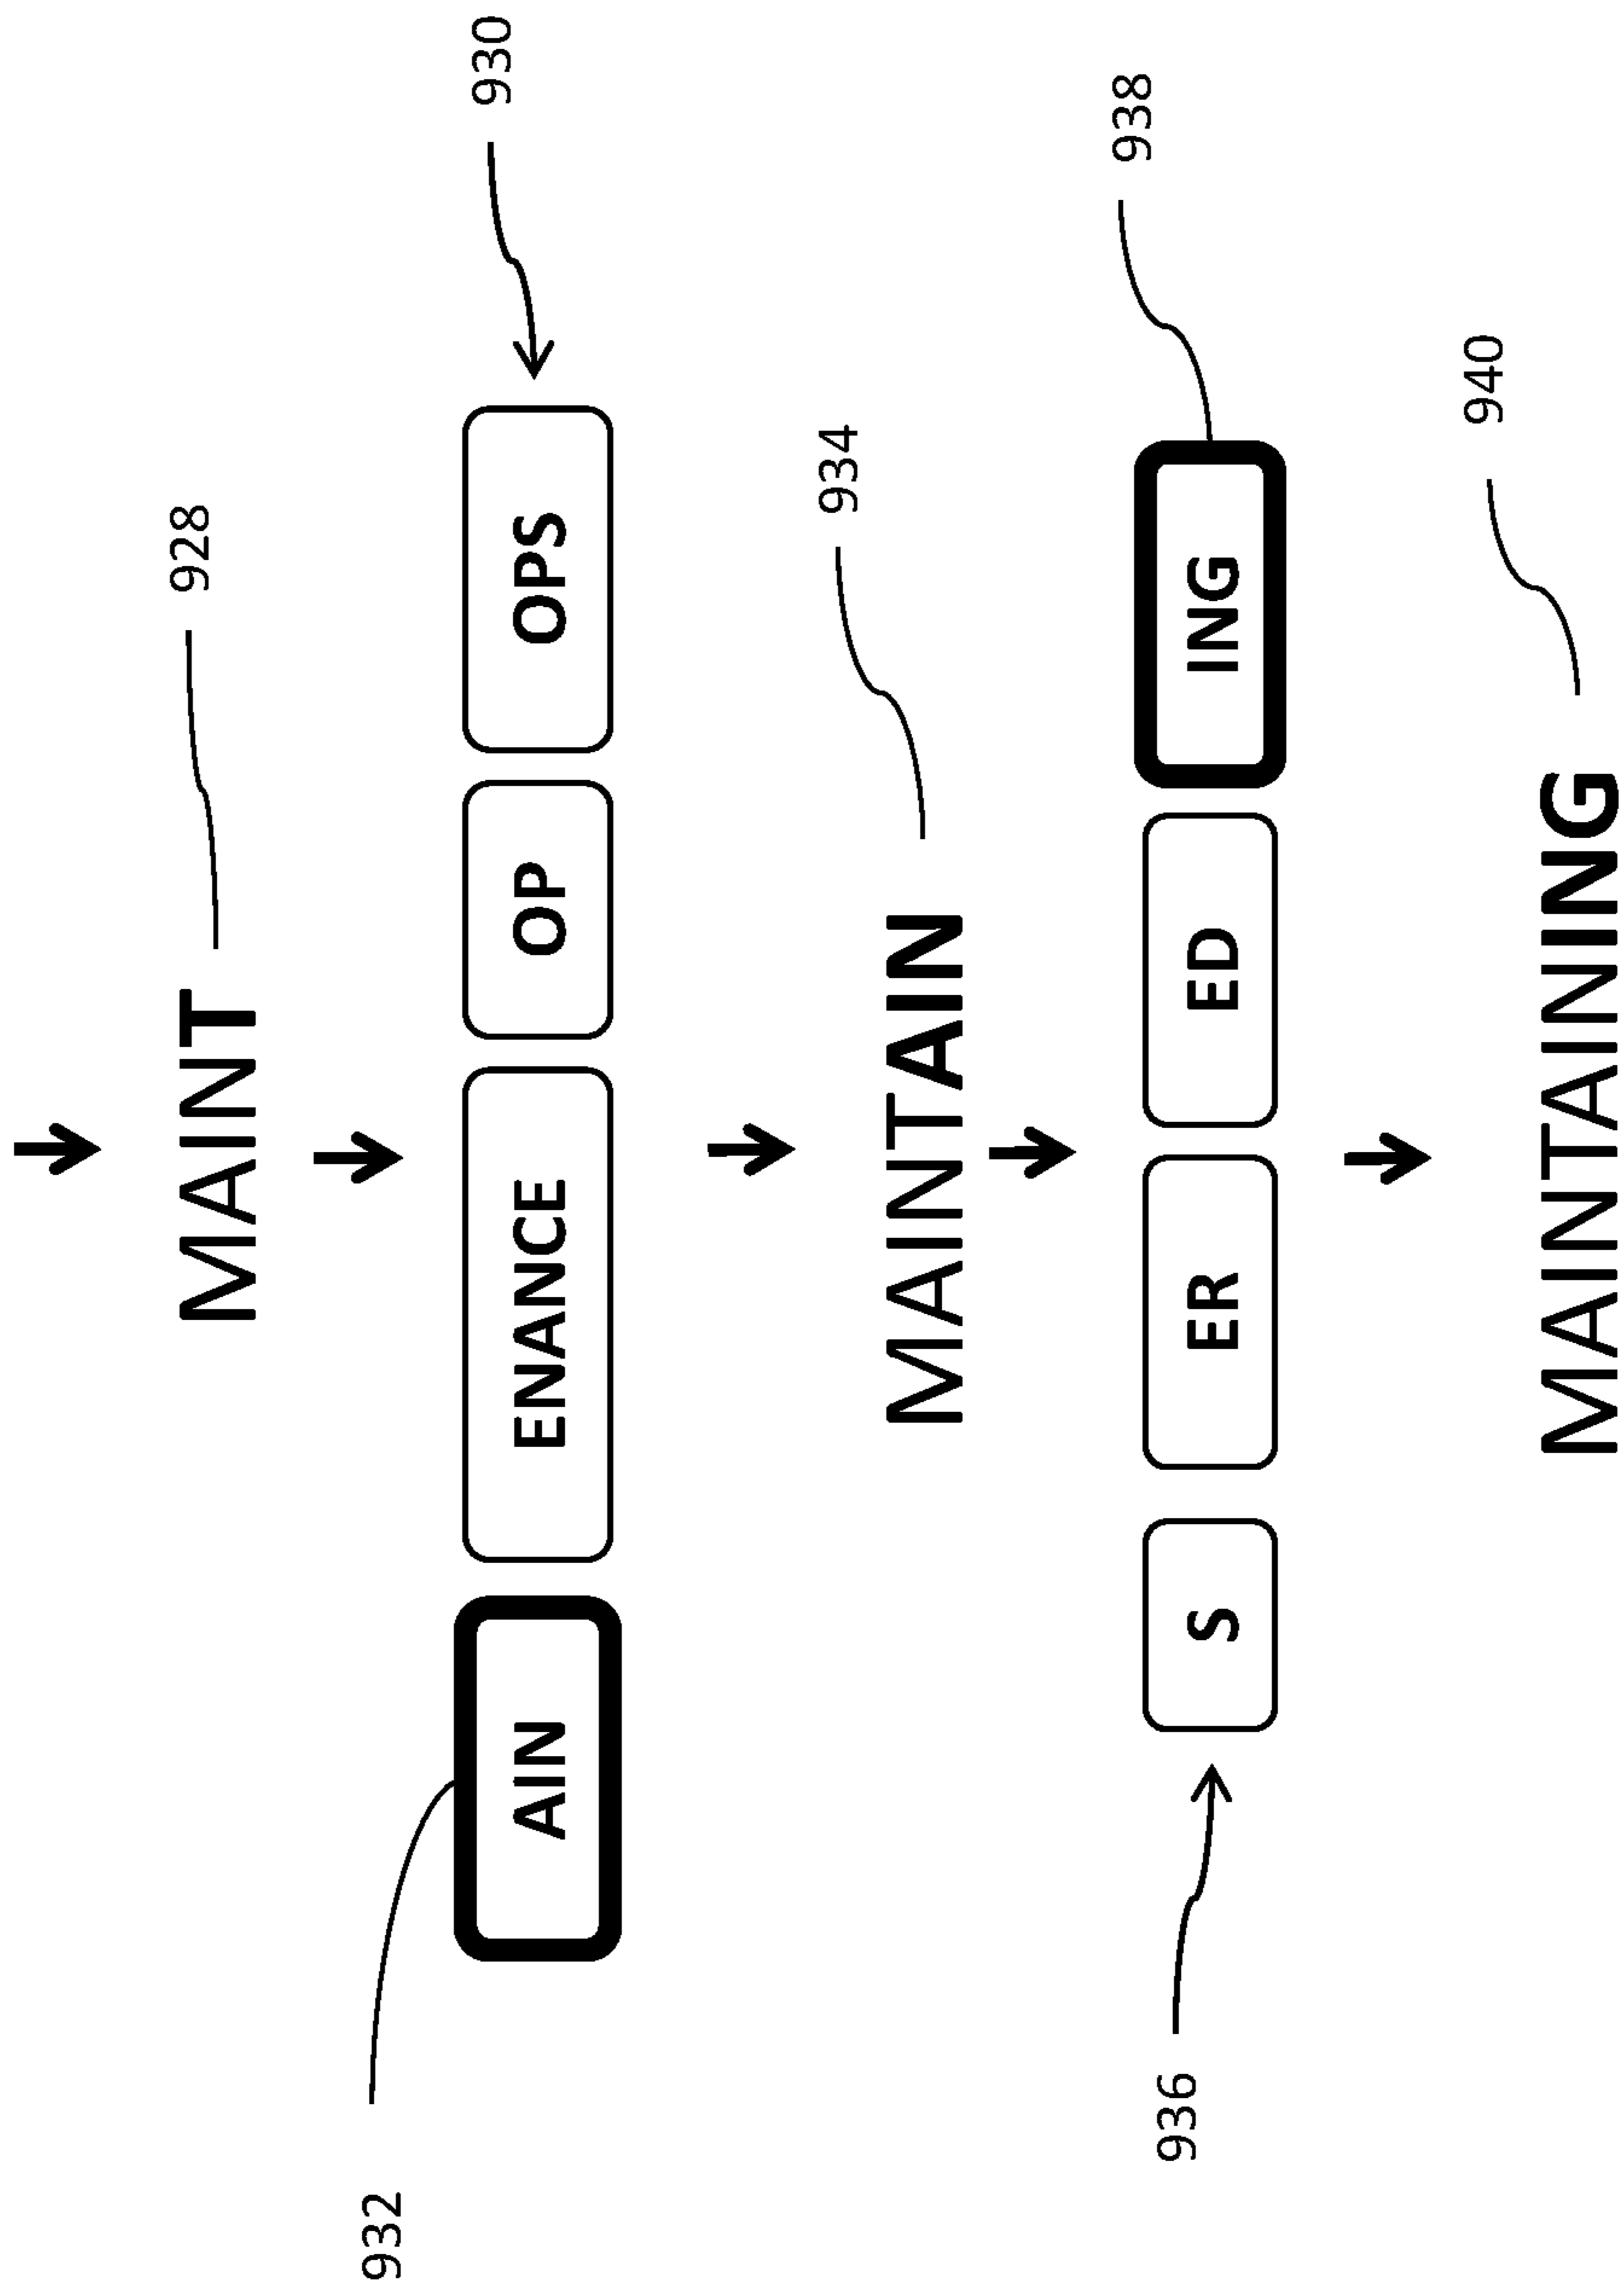 928
MAINT
930
932
AIN ENANCE OP OPS
934
MAINTAIN
938
936
S ER ED ING
940
MAINTAINING